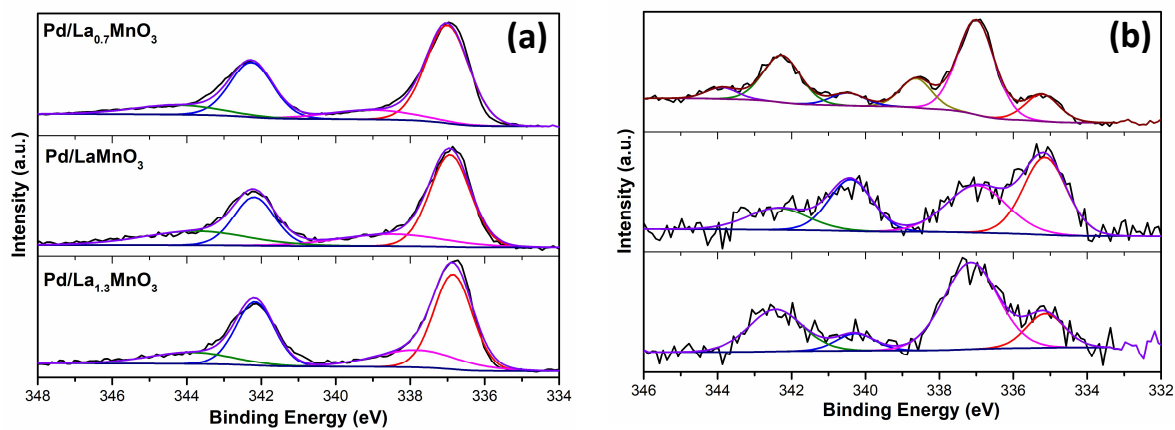 (a)
Pd/La0.7MnO3
Pd/LaMnO3
Pd/La1.3MnO3
Intensity (a.u.)
348 346 344 342 340 338 336 334
Binding Energy (eV)
(b)
Intensity (a.u.)
346 344 342 340 338 336 334 332
Binding Energy (eV)